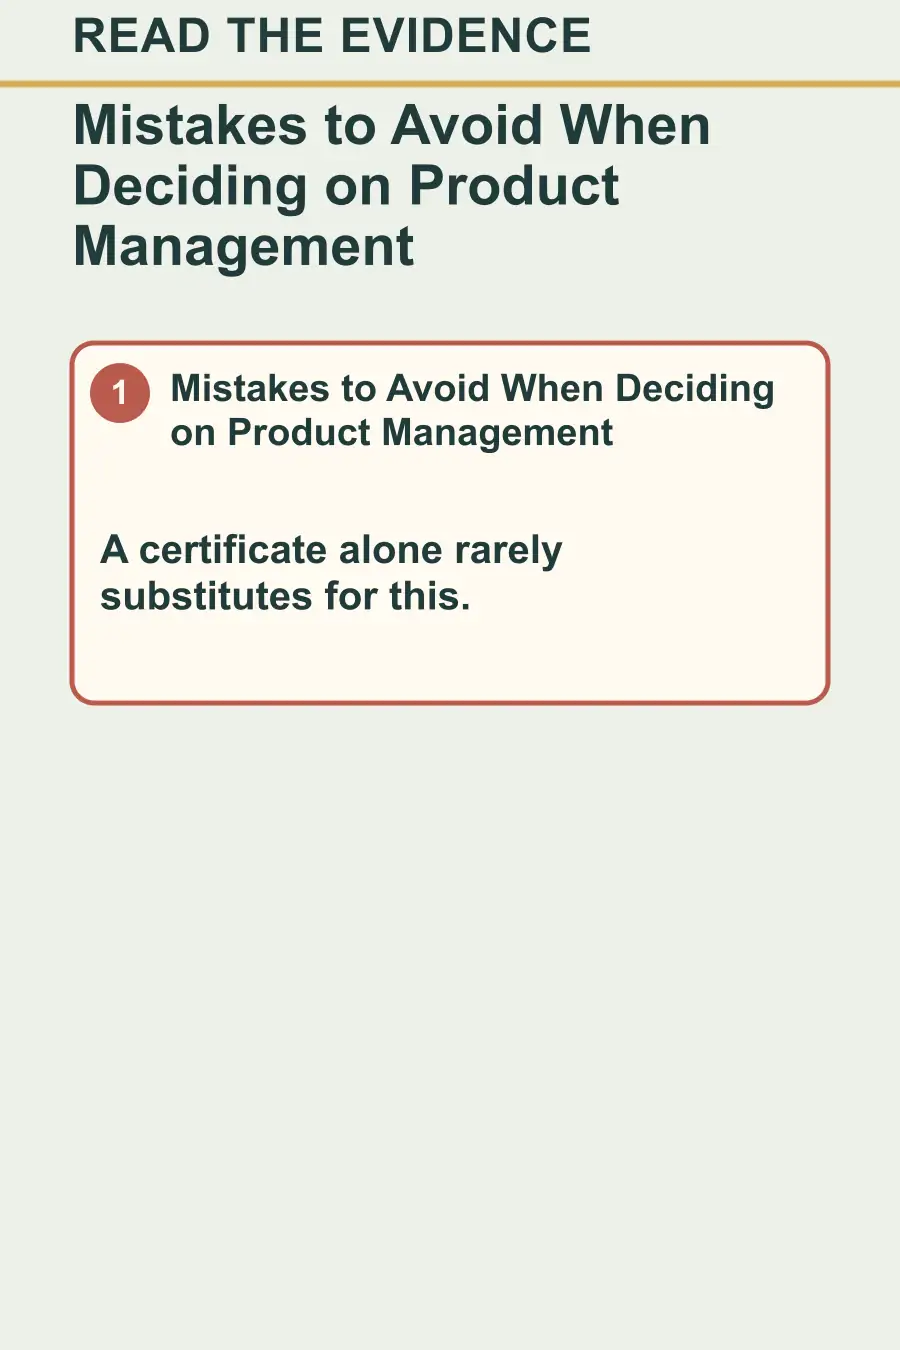 READ THE EVIDENCE
Mistakes to Avoid When
Deciding on Product
Management
1
Mistakes to Avoid When Deciding
on Product Management
A certificate alone rarely
substitutes for this.